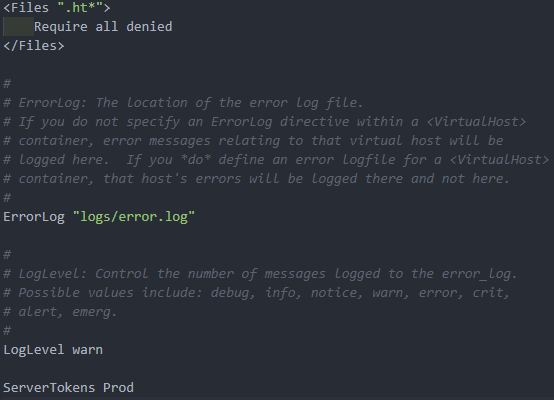 <Files ".ht*">
    Require all denied
</Files>
#
# ErrorLog: The location of the error log file.
# If you do not specify an ErrorLog directive within a <VirtualHost>
# container, error messages relating to that virtual host will be
# logged here.  If you *do* define an error logfile for a <VirtualHost>
# container, that host's errors will be logged there and not here.
#
ErrorLog "logs/error.log"
#
# LogLevel: Control the number of messages logged to the error_log.
# Possible values include: debug, info, notice, warn, error, crit,
# alert, emerg.
#
LogLevel warn
ServerTokens Prod